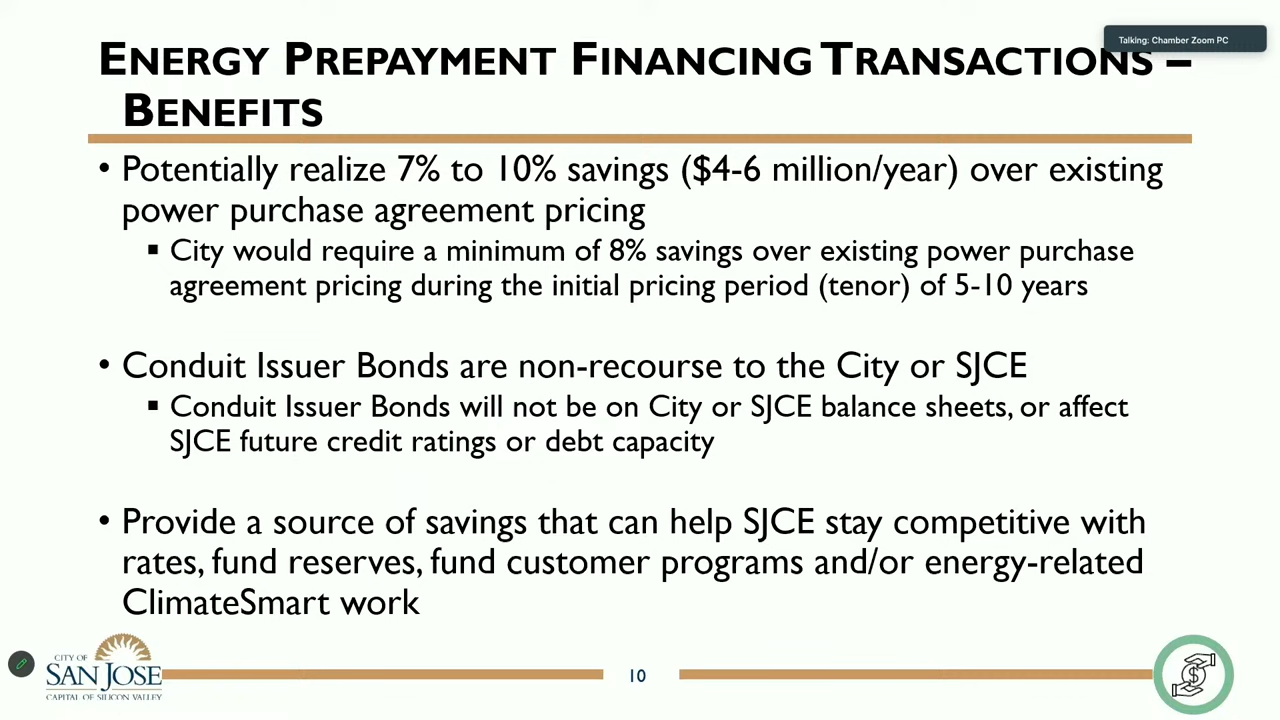 Talking: Chamber Zoom PC
ENERGY PREPAYMENT FINANCING TRANSACTIONS –
BENEFITS
• Potentially realize 7% to 10% savings ($4-6 million/year) over existing
power purchase agreement pricing
▪ City would require a minimum of 8% savings over existing power purchase
agreement pricing during the initial pricing period (tenor) of 5-10 years
• Conduit Issuer Bonds are non-recourse to the City or SJCE
▪ Conduit Issuer Bonds will not be on City or SJCE balance sheets, or affect
SJCE future credit ratings or debt capacity
• Provide a source of savings that can help SJCE stay competitive with
rates, fund reserves, fund customer programs and/or energy-related
ClimateSmart work
CITY OF
SAN JOSE
CAPITAL OF SILICON VALLEY
10
$